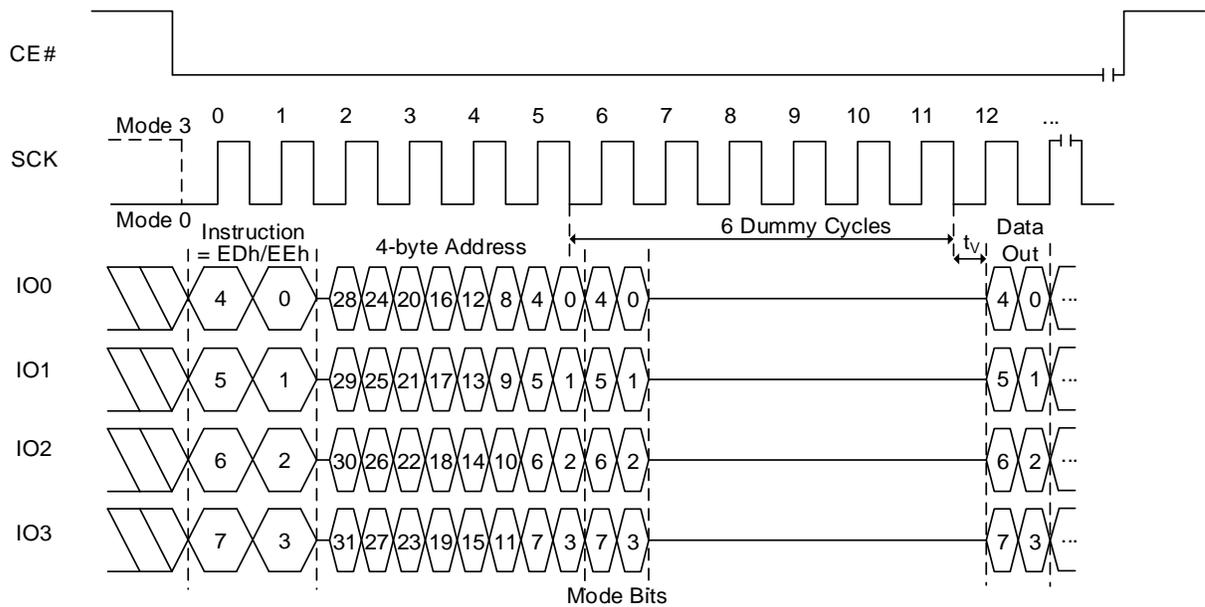 CE#
Mode 3
0 1 2 3 4 5 6 7 8 9 10 11 12 ...
SCK
Mode 0
Instruction
= EDh/EEh
4-byte Address
6 Dummy Cycles
tV
Data
Out
IO0
4 0 28 24 20 16 12 8 4 0 4 0 4 0 ...
IO1
5 1 29 25 21 17 13 9 5 1 5 1 5 1 ...
IO2
6 2 30 26 22 18 14 10 6 2 6 2 6 2 ...
IO3
7 3 31 27 23 19 15 11 7 3 7 3 7 3 ...
Mode Bits